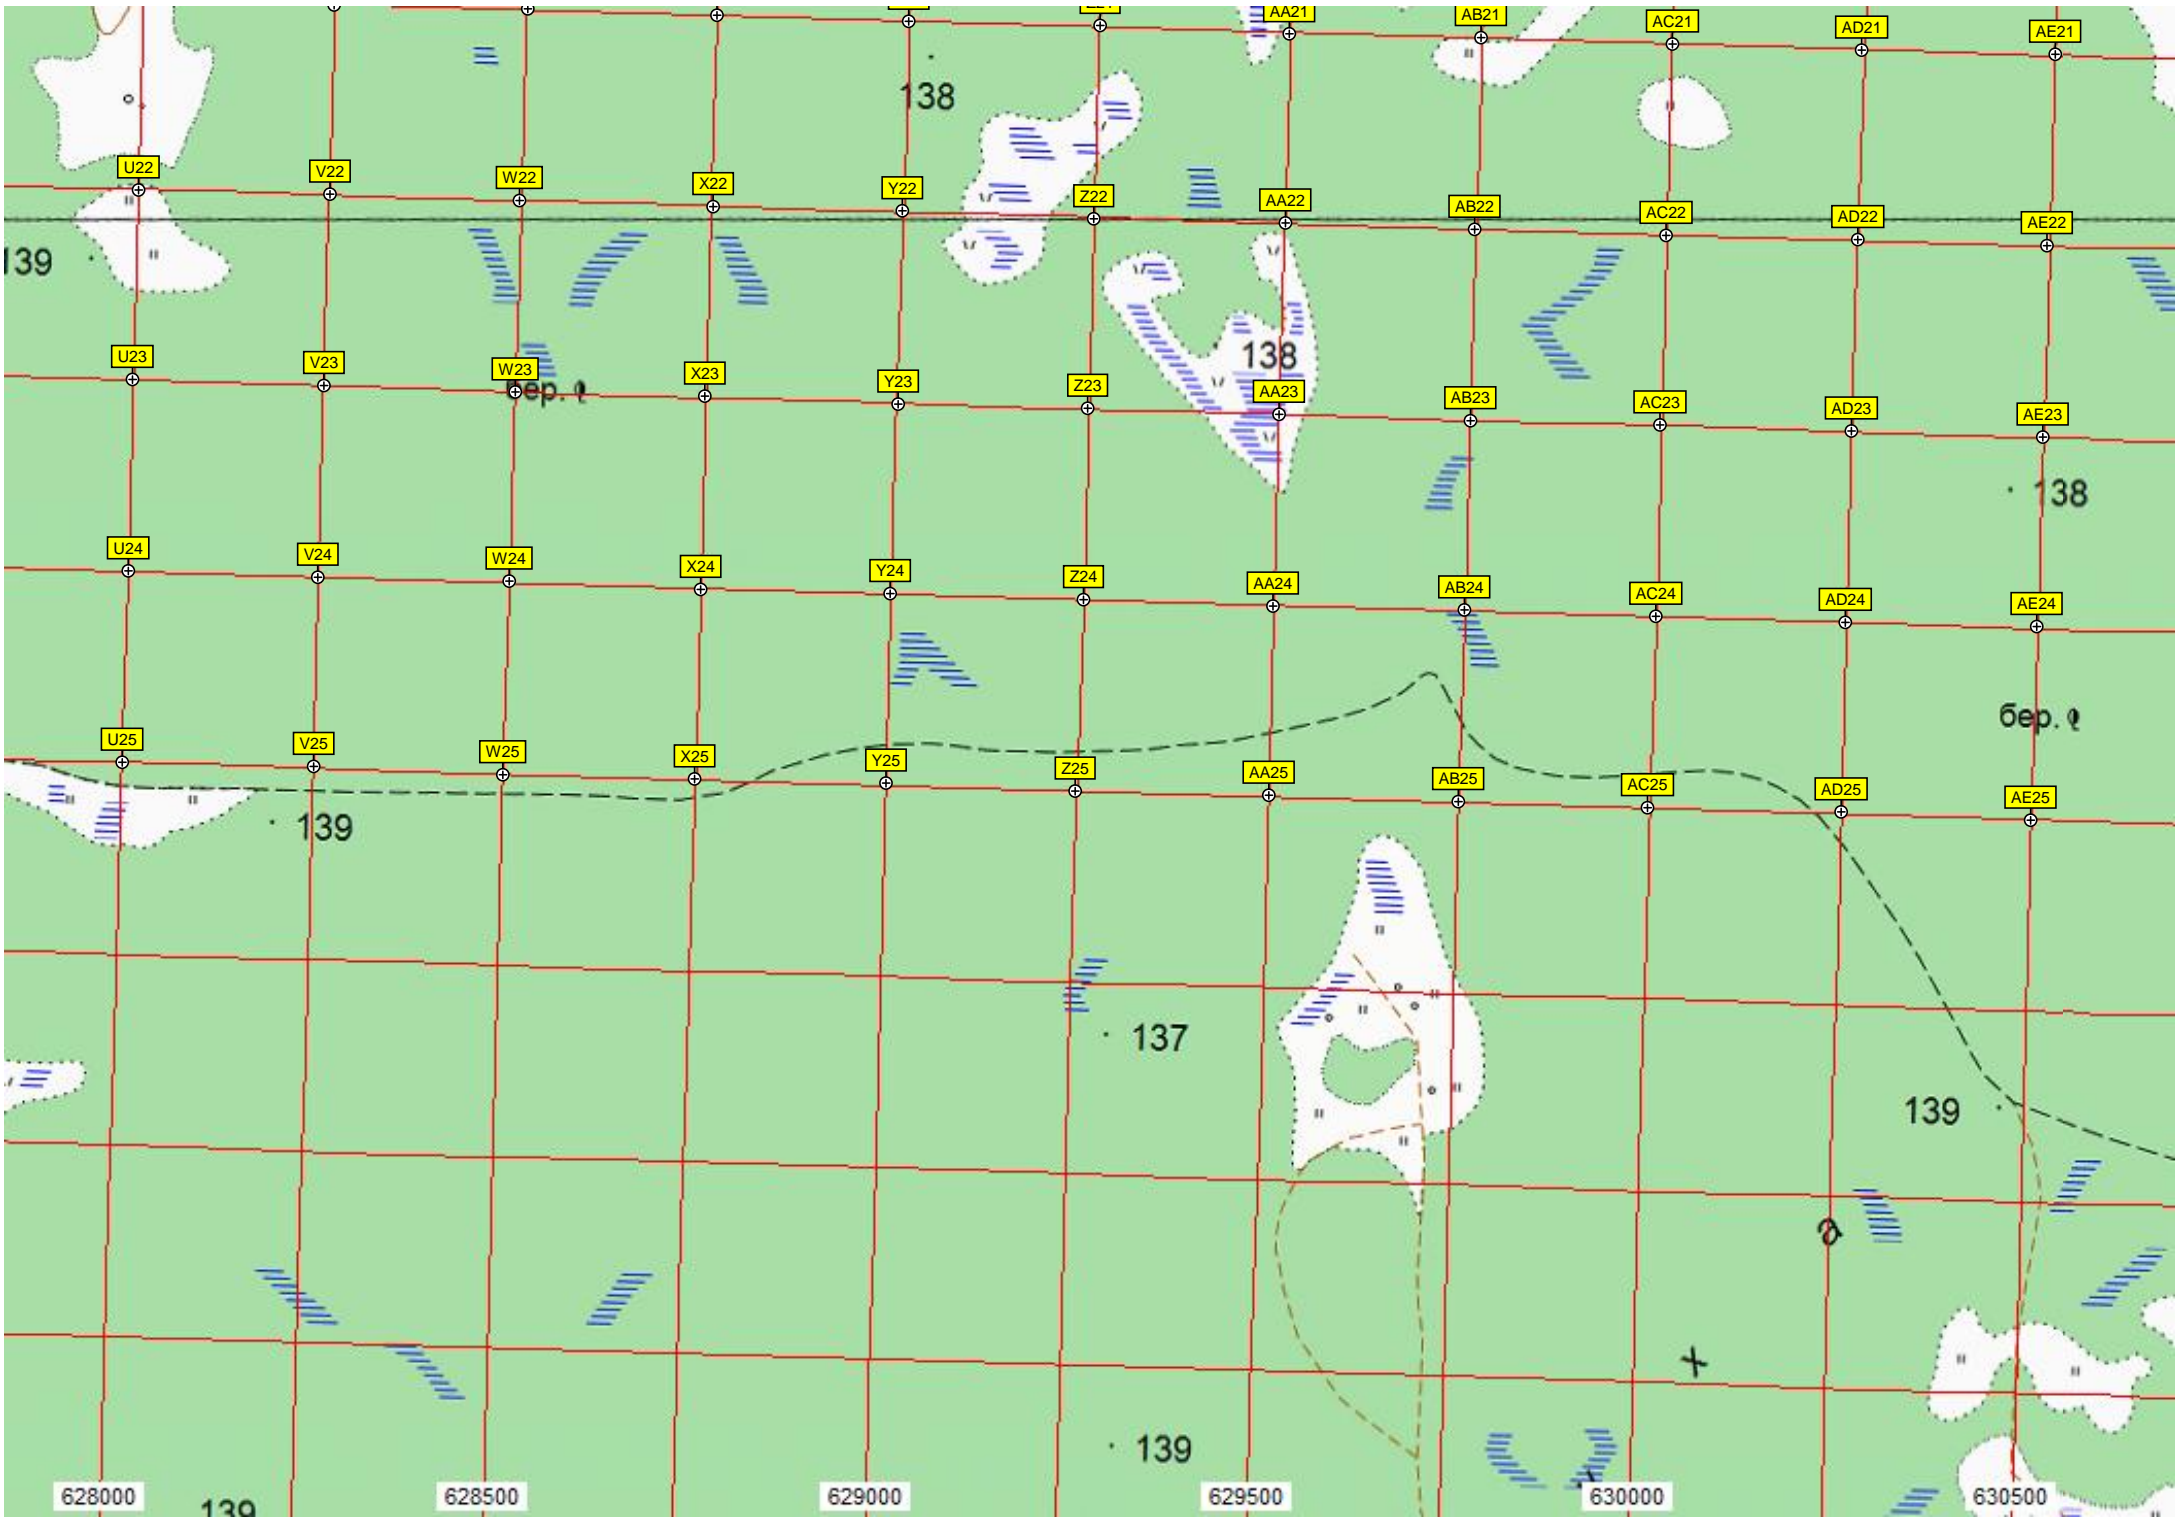 AA21 AB21 AC21 AD21 AE21
138
U22 V22 W22 X22 Y22 Z22 AA22 AB22 AC22 AD22 AE22
139
138
U23 V23 W23 X23 Y23 Z23 AA23 AB23 AC23 AD23 AE23
бер.
138
U24 V24 W24 X24 Y24 Z24 AA24 AB24 AC24 AD24 AE24
бер.
U25 V25 W25 X25 Y25 Z25 AA25 AB25 AC25 AD25 AE25
139
137
139
а
х
139
628000 628500 629000 629500 630000 630500
139